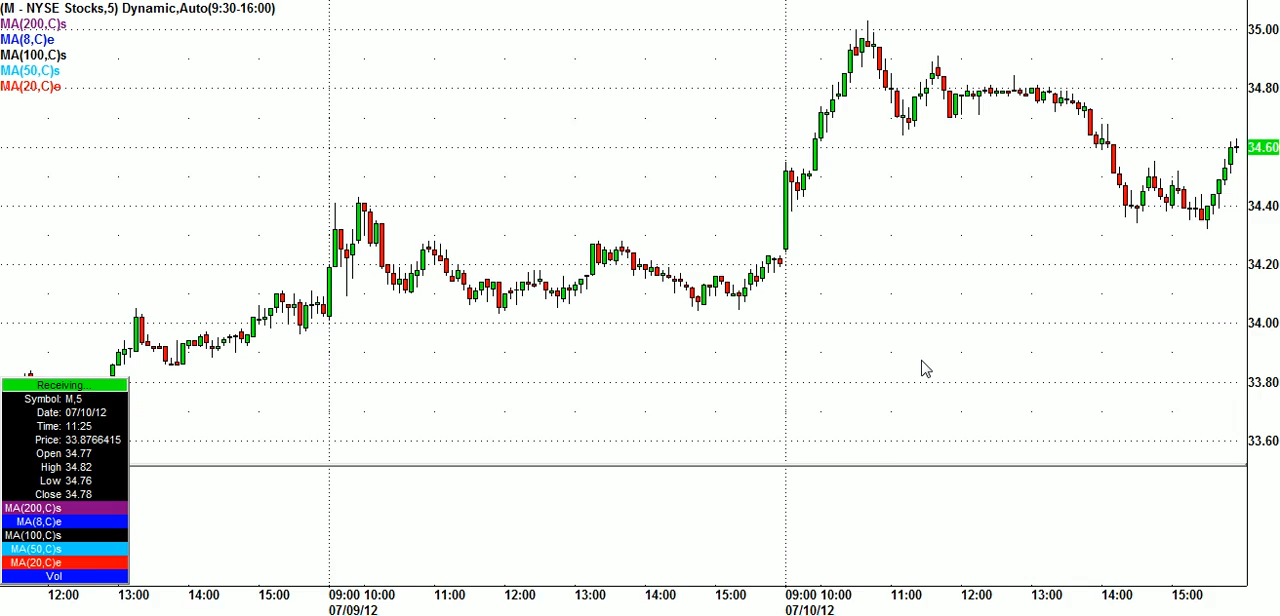 (M - NYSE Stocks,5) Dynamic,Auto(9:30-16:00)
MA(200,C)s
MA(8,C)e
MA(100,C)s
MA(50,C)s
MA(20,C)e
35.00
34.80
34.60
34.40
34.20
34.00
33.80
33.60
Receiving...
Symbol: M,5
Date: 07/10/12
Time: 11:25
Price: 33.8766415
Open 34.77
High 34.82
Low 34.76
Close 34.78
MA(200,C)s
MA(8,C)e
MA(100,C)s
MA(50,C)s
MA(20,C)e
Vol
12:00 13:00 14:00 15:00 09:00 10:00 11:00 12:00 13:00 14:00 15:00 09:00 10:00 11:00 12:00 13:00 14:00 15:00
07/09/12 07/10/12